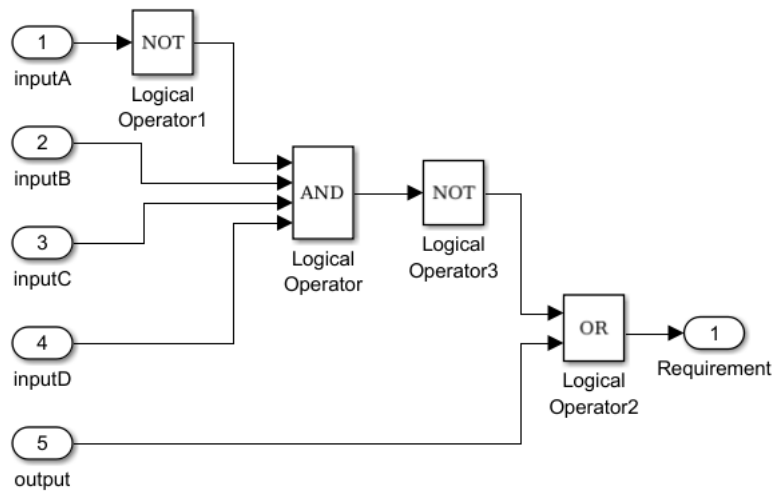 1
inputA
NOT
Logical
Operator1
2
inputB
3
inputC
4
inputD
5
output
AND
Logical
Operator
NOT
Logical
Operator3
OR
Logical
Operator2
1
Requirement